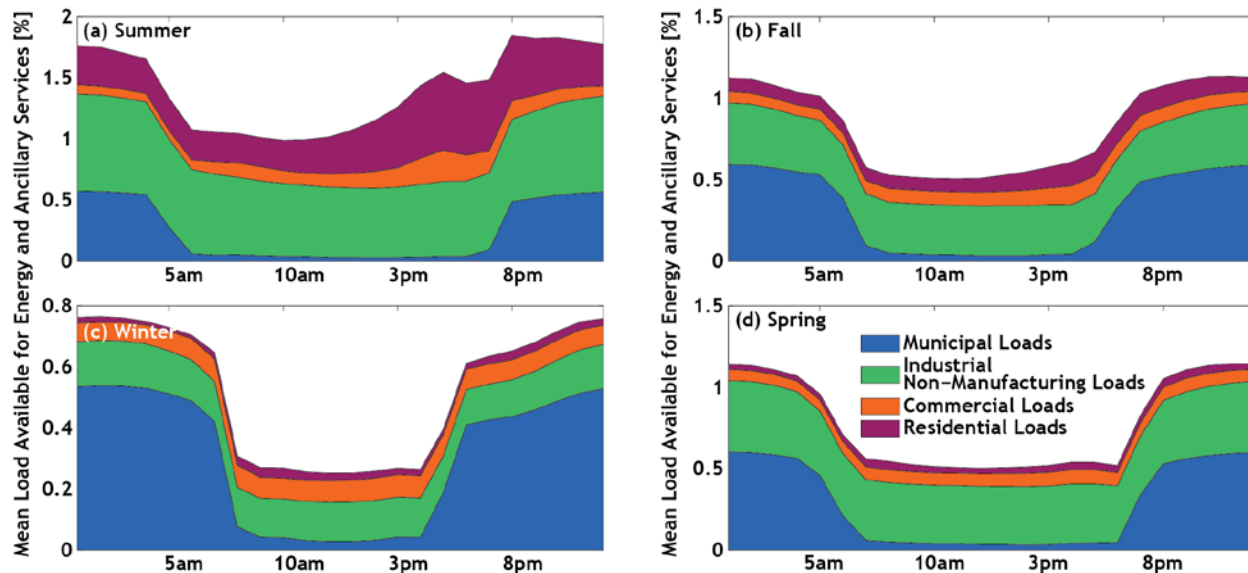 Mean Load Available for Energy and Ancillary Services [%]
(a) Summer
2
1.5
1
0.5
0
5am
10am
3pm
8pm
Mean Load Available for Energy and Ancillary Services [%]
(b) Fall
1.5
1
0.5
0
5am
10am
3pm
8pm
(c) Winter
0.8
0.6
0.4
0.2
0
5am
10am
3pm
8pm
(d) Spring
1.5
1
0.5
0
Municipal Loads
Industrial
Non-Manufacturing Loads
Commercial Loads
Residential Loads
5am
10am
3pm
8pm